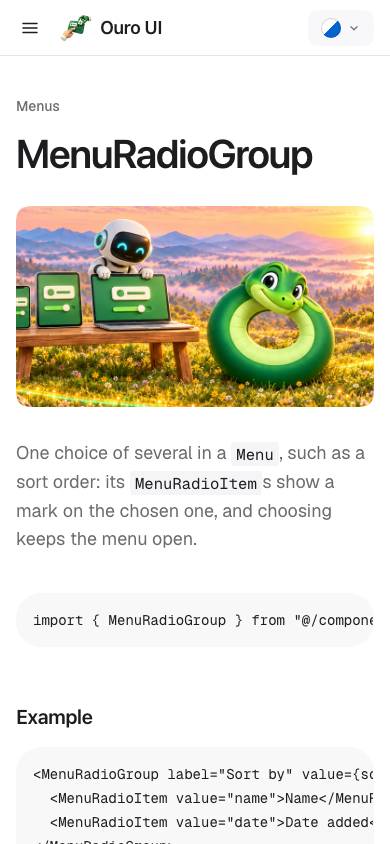 Ouro UI
Menus
MenuRadioGroup
One choice of several in a Menu, such as a
sort order: its MenuRadioItem s show a
mark on the chosen one, and choosing
keeps the menu open.
import { MenuRadioGroup } from "@/compone
Example
<MenuRadioGroup label="Sort by" value={so
<MenuRadioItem value="name">Name</MenuR
<MenuRadioItem value="date">Date added<
</MenuRadioGroup>